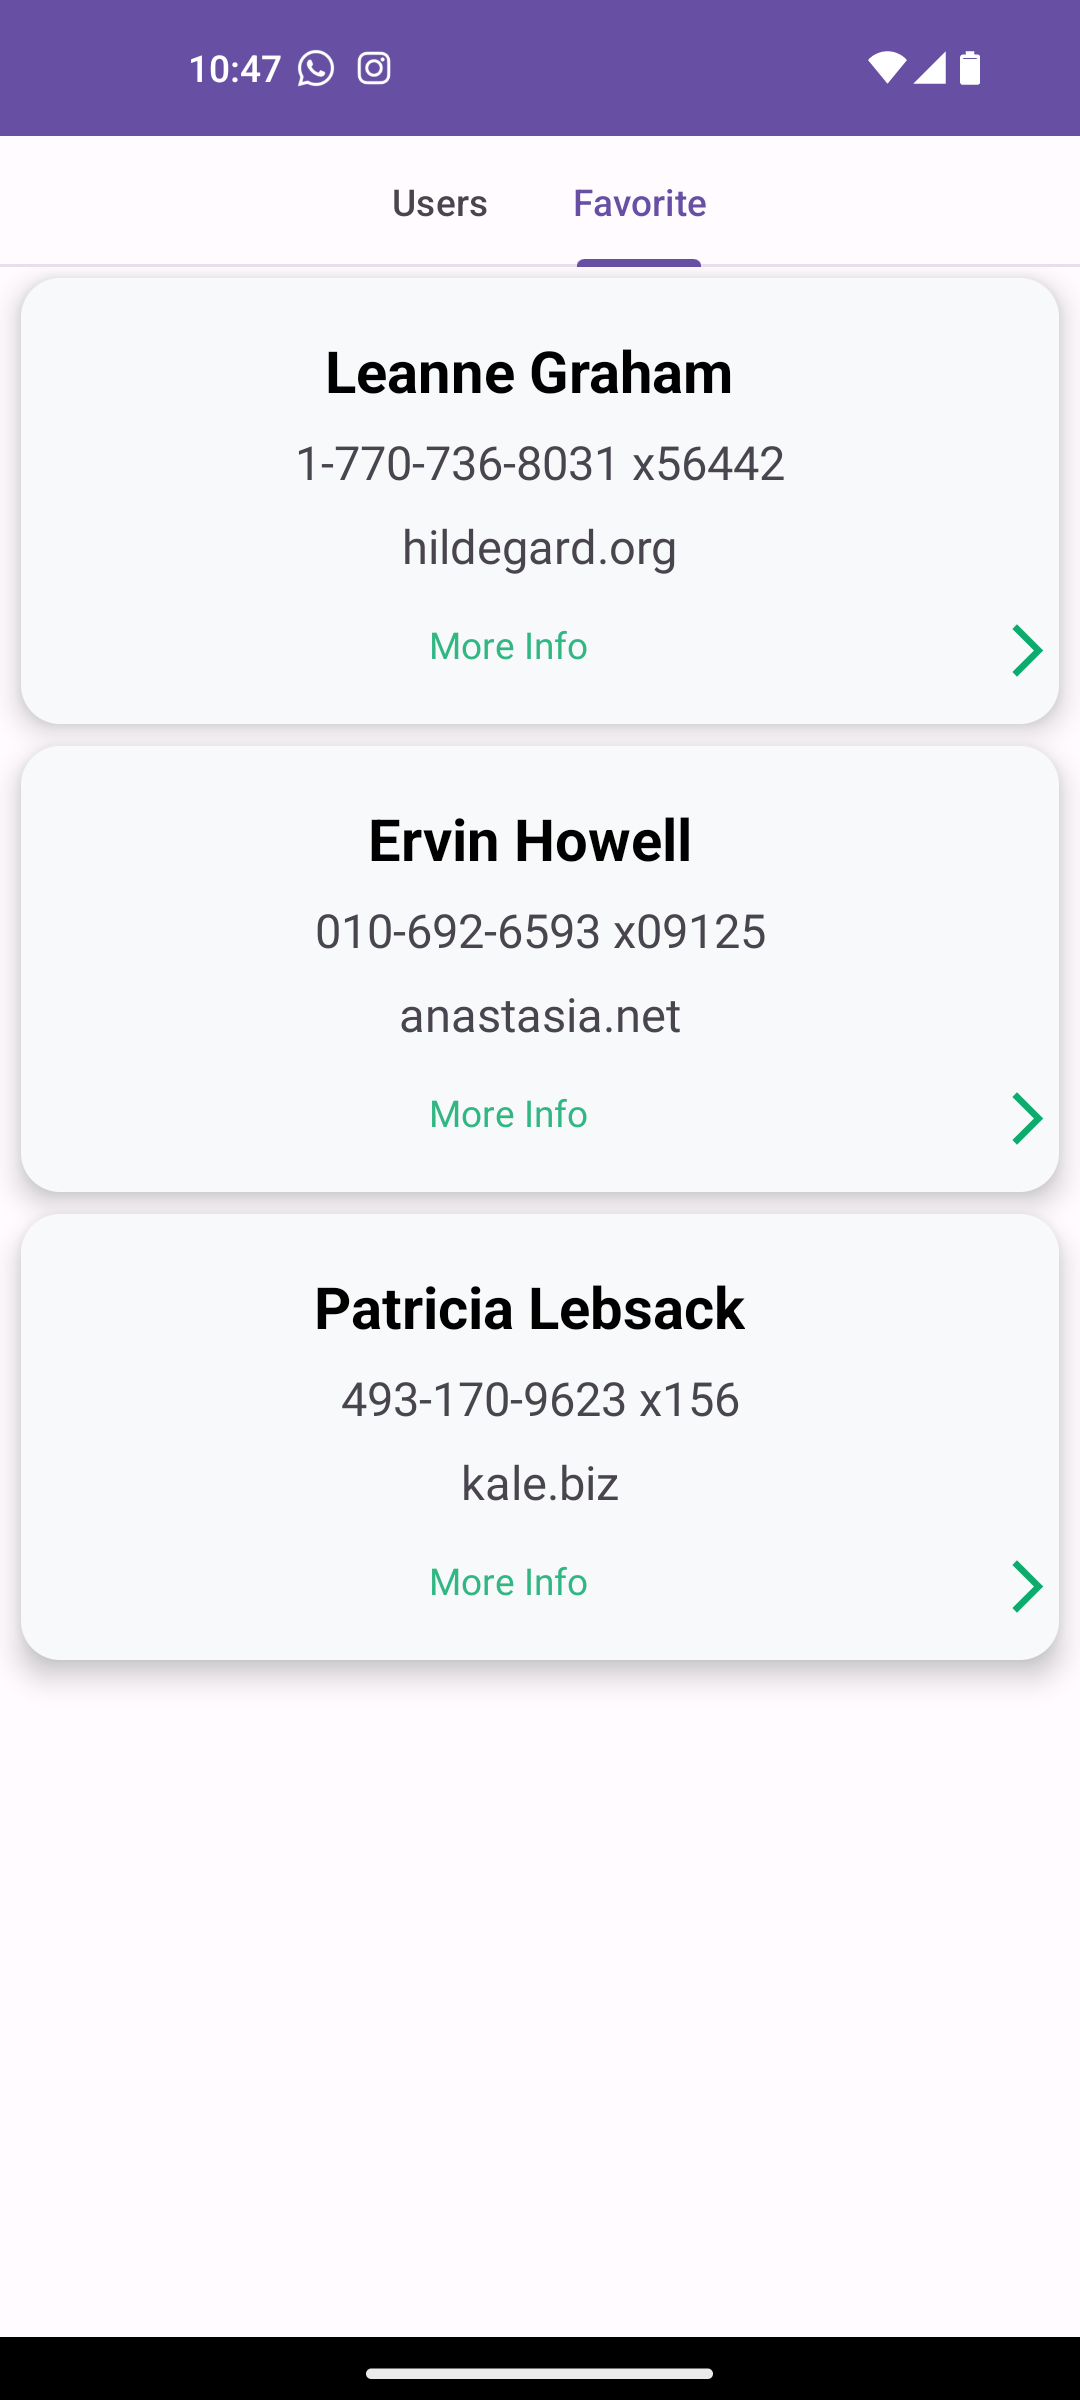 10:47
Users Favorite
Leanne Graham
1-770-736-8031 x56442
hildegard.org
More Info
Ervin Howell
010-692-6593 x09125
anastasia.net
More Info
Patricia Lebsack
493-170-9623 x156
kale.biz
More Info